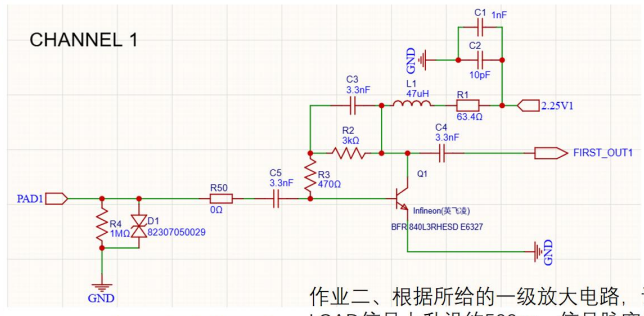 CHANNEL 1
C1 1nF
C2
10pF
GND
C3
3.3nF
L1
47uH
R1
63.4Ω
2.25V1
R2
3kΩ
C4
3.3nF
FIRST_OUT1
C5
3.3nF
R3
470Ω
Q1
R50
0Ω
PAD1
R4
1MΩ
D1
82307050029
Infineon(英飞凌)
BFR840L3RHESD E6327
GND
GND
作业二、根据所给的一级放大电路，